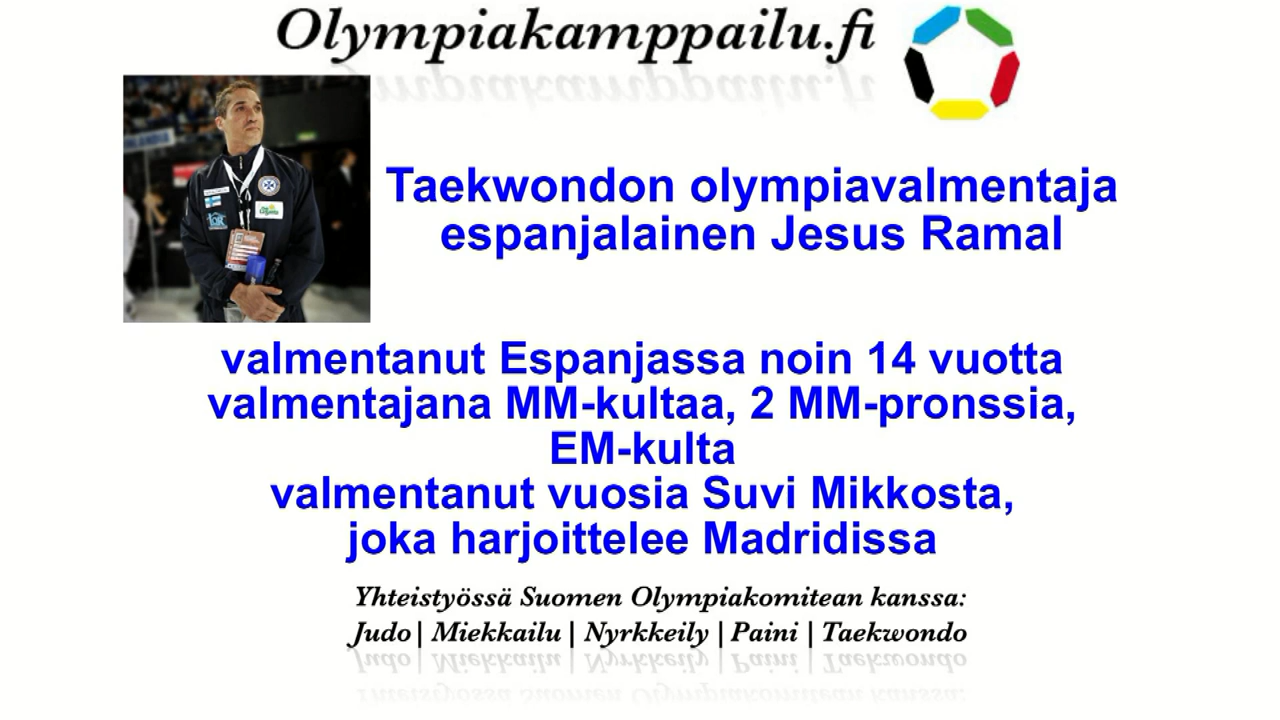 Olympiakamppailu.fi
Taekwondon olympiavalmentaja
espanjalainen Jesus Ramal
valmentanut Espanjassa noin 14 vuotta
valmentajana MM-kultaa, 2 MM-pronssia,
EM-kulta
valmentanut vuosia Suvi Mikkosta,
joka harjoittelee Madridissa
Yhteistyössä Suomen Olympiakomitean kanssa:
Judo | Miekkailu | Nyrkkeily | Paini | Taekwondo